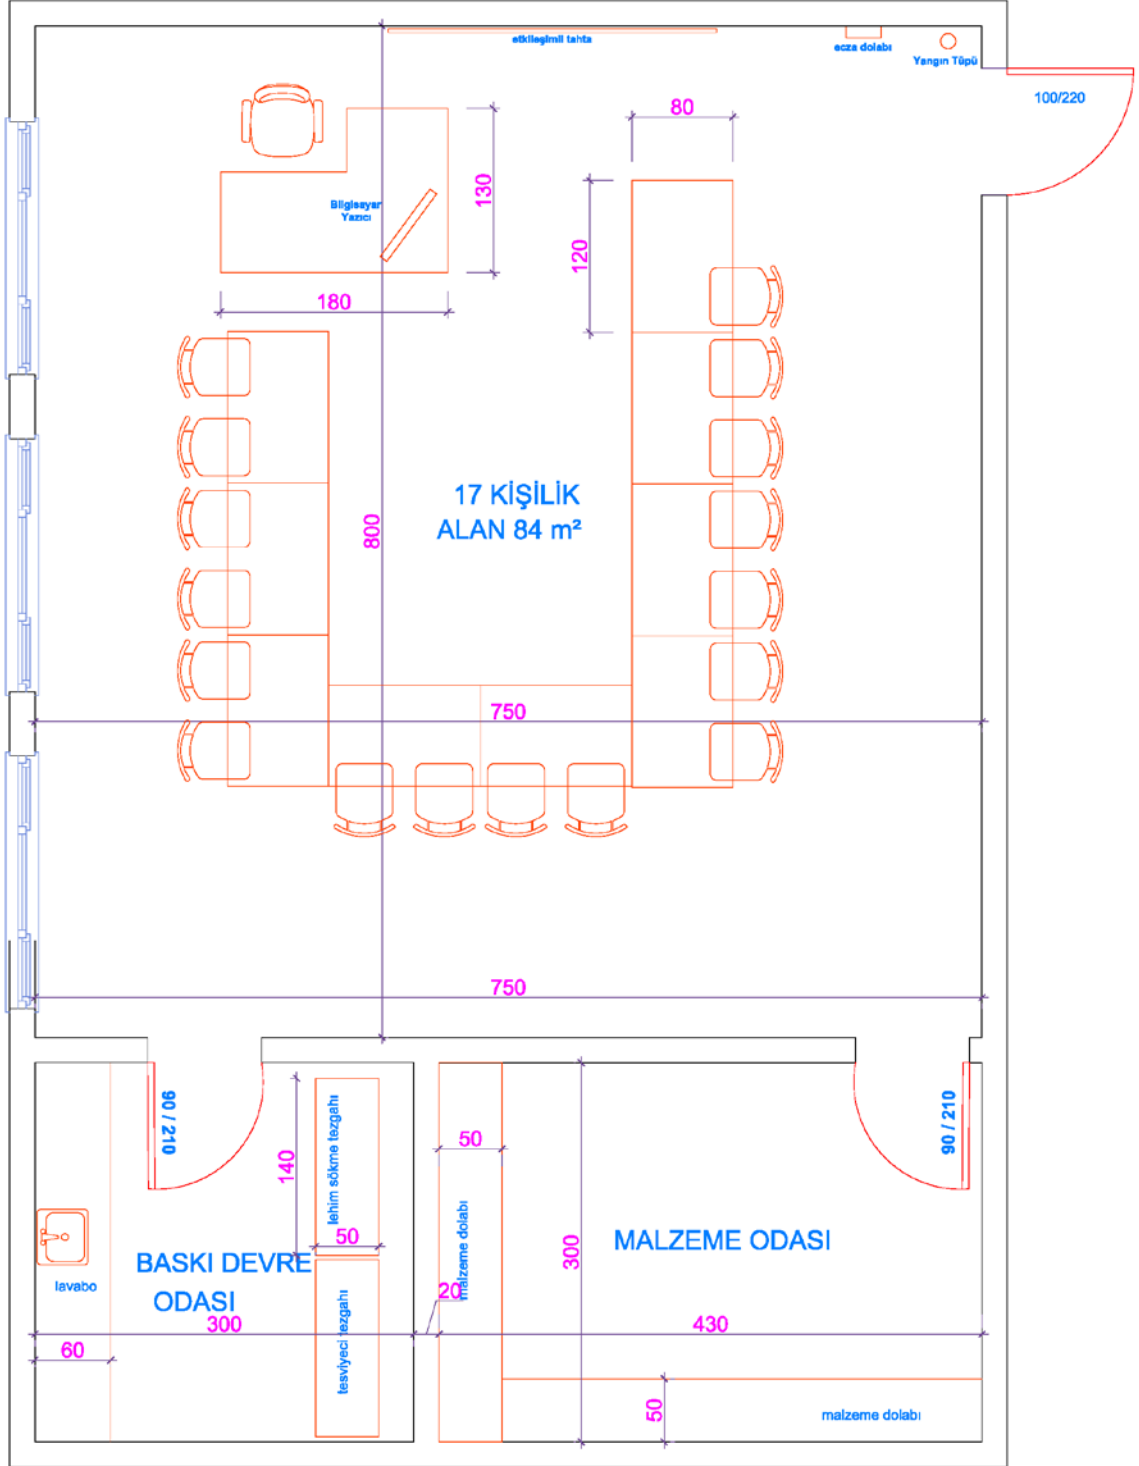 etkileşimli tahta
ecza dolabı
Yangın Tüpü
100/220
80
130
Bilgisayar
Yazıcı
120
180
17 KİŞİLİK
ALAN 84 m²
800
750
750
90 / 210
90 / 210
lehim sökme tezgahı
140
50
50
malzeme dolabı
MALZEME ODASI
300
BASKI DEVRE
ODASI
lavabo
20
tesviyeci tezgahı
300
430
60
50
malzeme dolabı